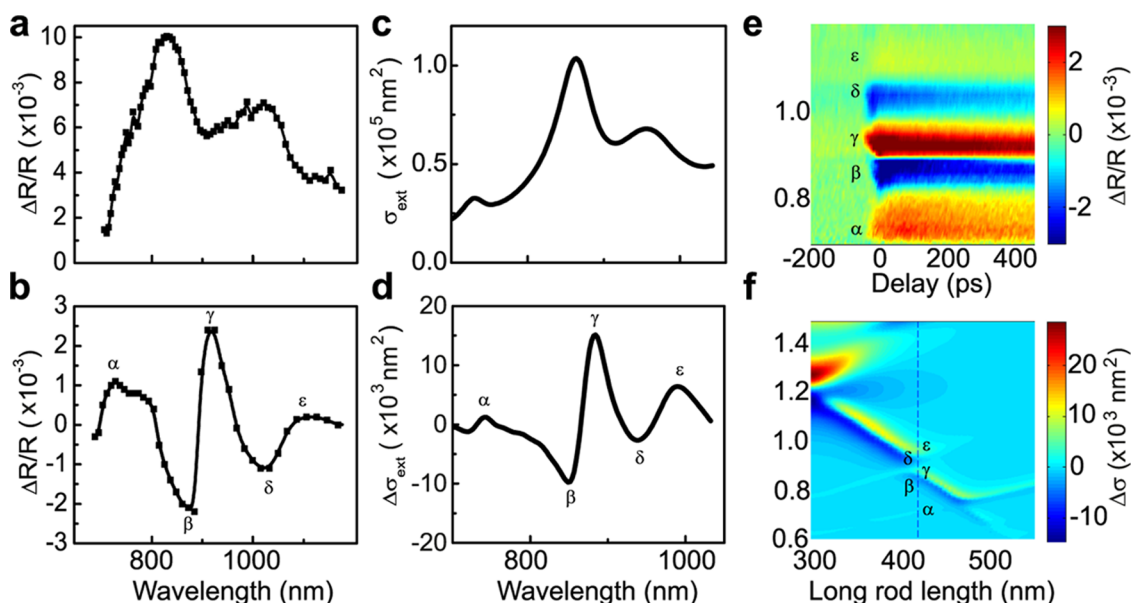 a
10
8
6
4
2
0
ΔR/R (x10⁻³)
c
1.0
0.5
0.0
σext ( x10⁵ nm²)
e
ε
δ
γ
β
α
1.0
0.8
-200
0
200
400
Delay (ps)
2
0
-2
ΔR/R (x10⁻³)
b
3
2
1
0
-1
-2
-3
ΔR/R (x10⁻³)
α
β
γ
δ
ε
800
1000
Wavelength (nm)
d
20
10
0
-10
-20
Δσext ( x10³ nm²)
α
β
γ
δ
ε
800
1000
Wavelength (nm)
f
1.4
1.2
1.0
0.8
0.6
ε
δ
γ
β
α
300
400
500
Long rod length (nm)
20
10
0
-10
Δσ (x10³ nm²)